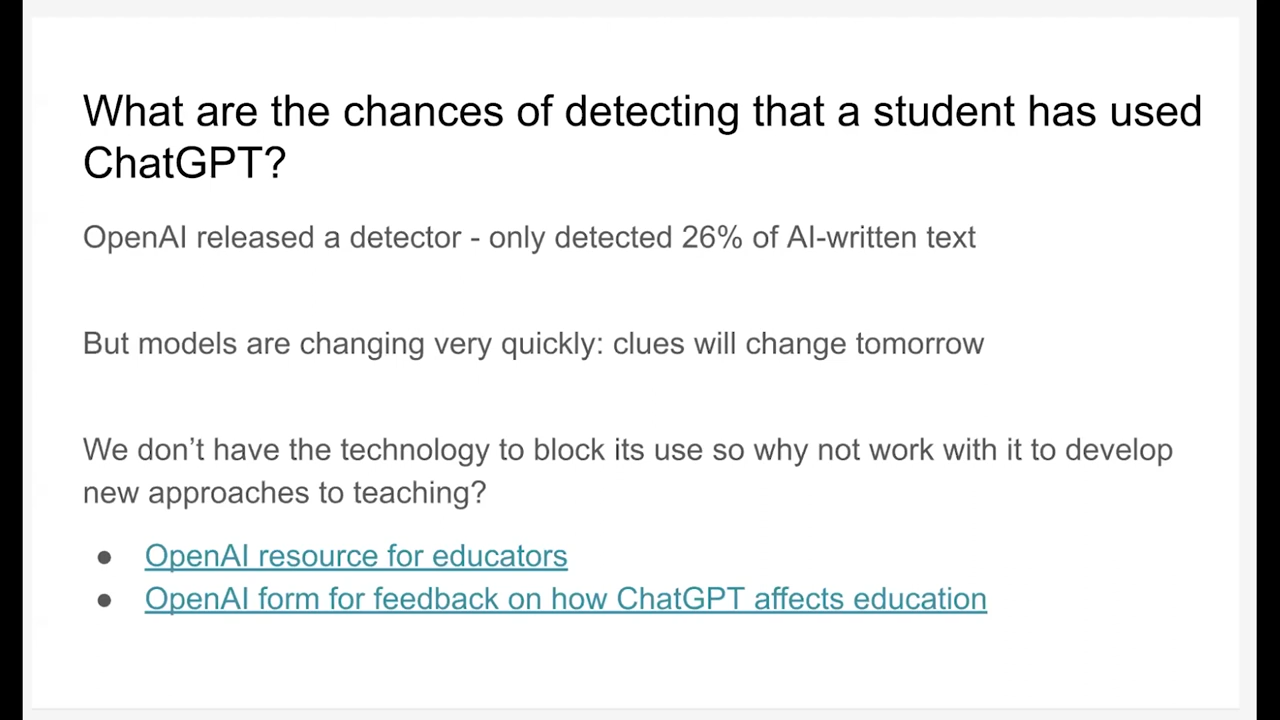 What are the chances of detecting that a student has used
ChatGPT?
OpenAI released a detector - only detected 26% of AI-written text
But models are changing very quickly: clues will change tomorrow
We don’t have the technology to block its use so why not work with it to develop
new approaches to teaching?
● OpenAI resource for educators
● OpenAI form for feedback on how ChatGPT affects education